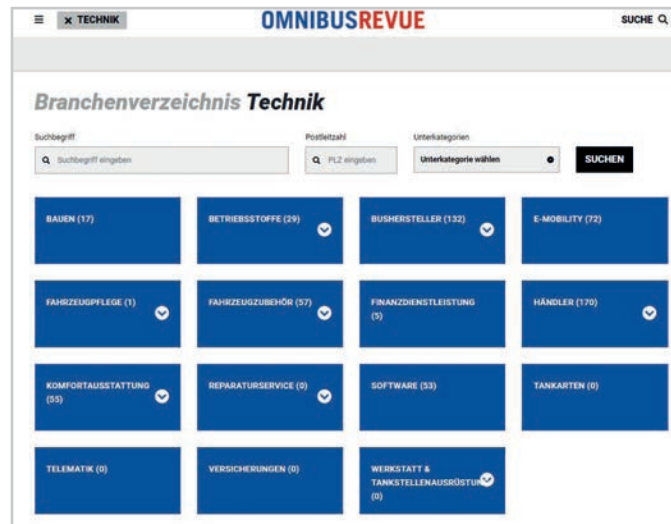 × TECHNIK
OMNIBUSREVUE
SUCHE
Branchenverzeichnis Technik
Suchbegriff
Postleitzahl
Unterkategorien
Suchbegriff eingeben
PLZ eingeben
Unterkategorie wählen
SUCHEN
BAUEN (17)
BETRIEBSSTOFFE (29)
BUSHERSTELLER (132)
E-MOBILITY (72)
FAHRZEUGPFLEGE (1)
FAHRZEUGZUBEHÖR (57)
FINANZDIENSTLEISTUNG
(5)
HÄNDLER (170)
KOMFORTAUSSTATTUNG
(55)
REPARATURSERVICE (0)
SOFTWARE (53)
TANKARTEN (0)
TELEMATIK (0)
VERSICHERUNGEN (0)
WERKSTATT &
TANKSTELLENAUSRÜSTUNG
(0)